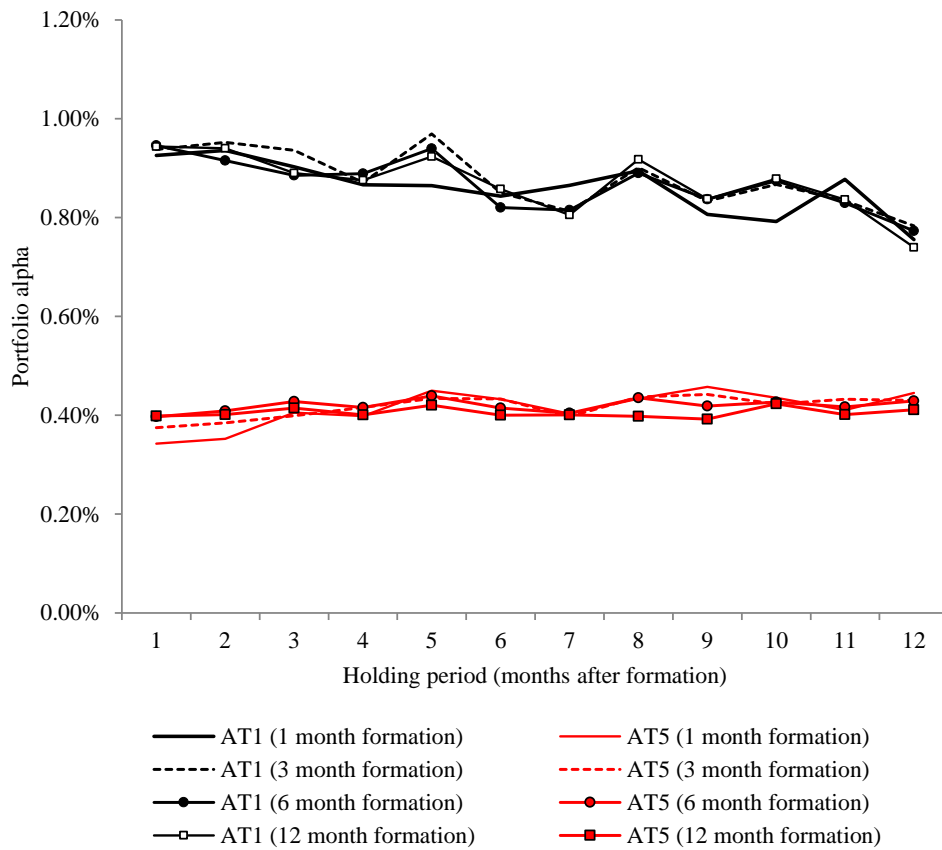 1.20%
1.00%
0.80%
0.60%
0.40%
0.20%
0.00%
Portfolio alpha
1 2 3 4 5 6 7 8 9 10 11 12
Holding period (months after formation)
AT1 (1 month formation) AT5 (1 month formation)
AT1 (3 month formation) AT5 (3 month formation)
AT1 (6 month formation) AT5 (6 month formation)
AT1 (12 month formation) AT5 (12 month formation)